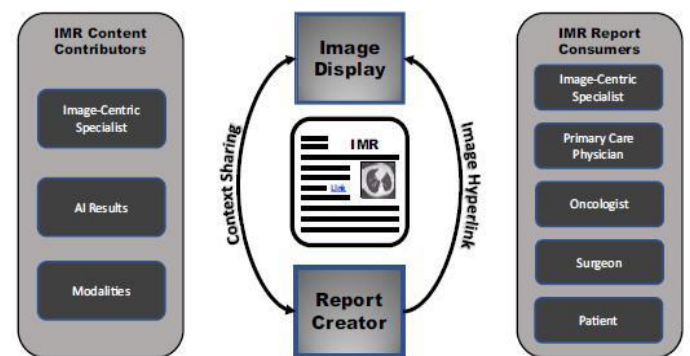 IMR Content
Contributors
Image-Centric
Specialist
AI Results
Modalities
Image
Display
Context Sharing
IMR
Link
Image Hyperlink
Report
Creator
IMR Report
Consumers
Image-Centric
Specialist
Primary Care
Physician
Oncologist
Surgeon
Patient